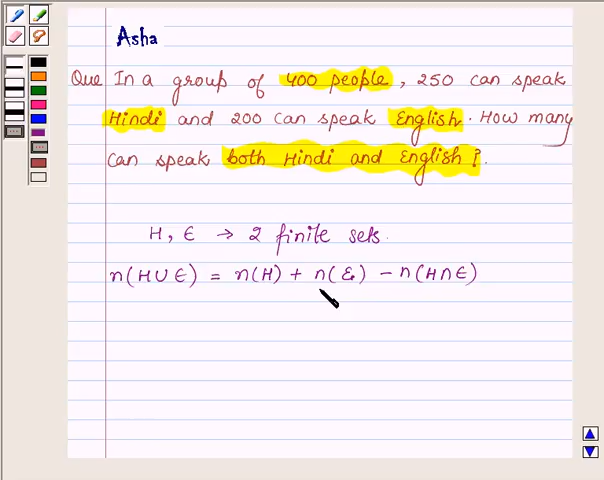 Asha
Que In a group of 400 people, 250 can speak
Hindi and 200 can speak English. How many
can speak both Hindi and English?.
H, E → 2 finite sets.
n(H∪E) = n(H) + n(E) - n(H∩E)